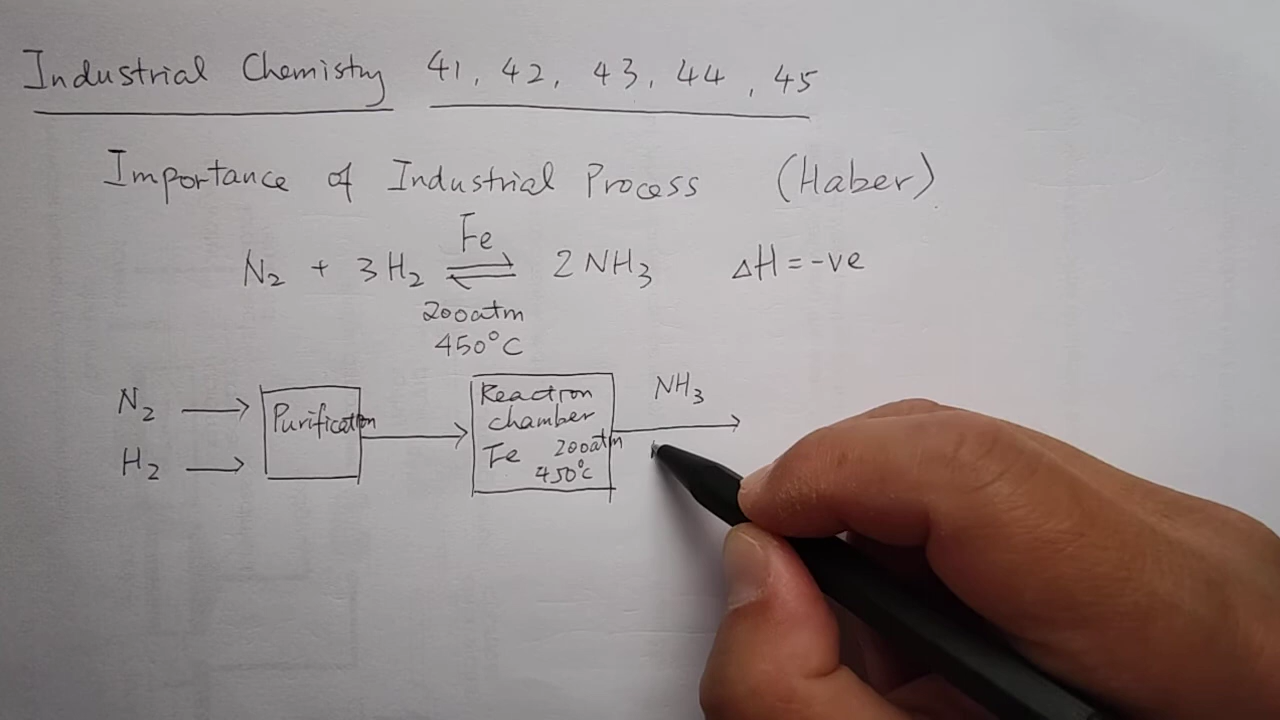 Industrial Chemistry 41, 42, 43, 44, 45
Importance of Industrial Process (Haber)
Fe
N₂ + 3H₂ ⇌ 2NH₃ ΔH = -ve
200atm
450°C
N₂ →
H₂ →
Purification →
Reaction
chamber
Fe 200atm
450°C
NH₃ →